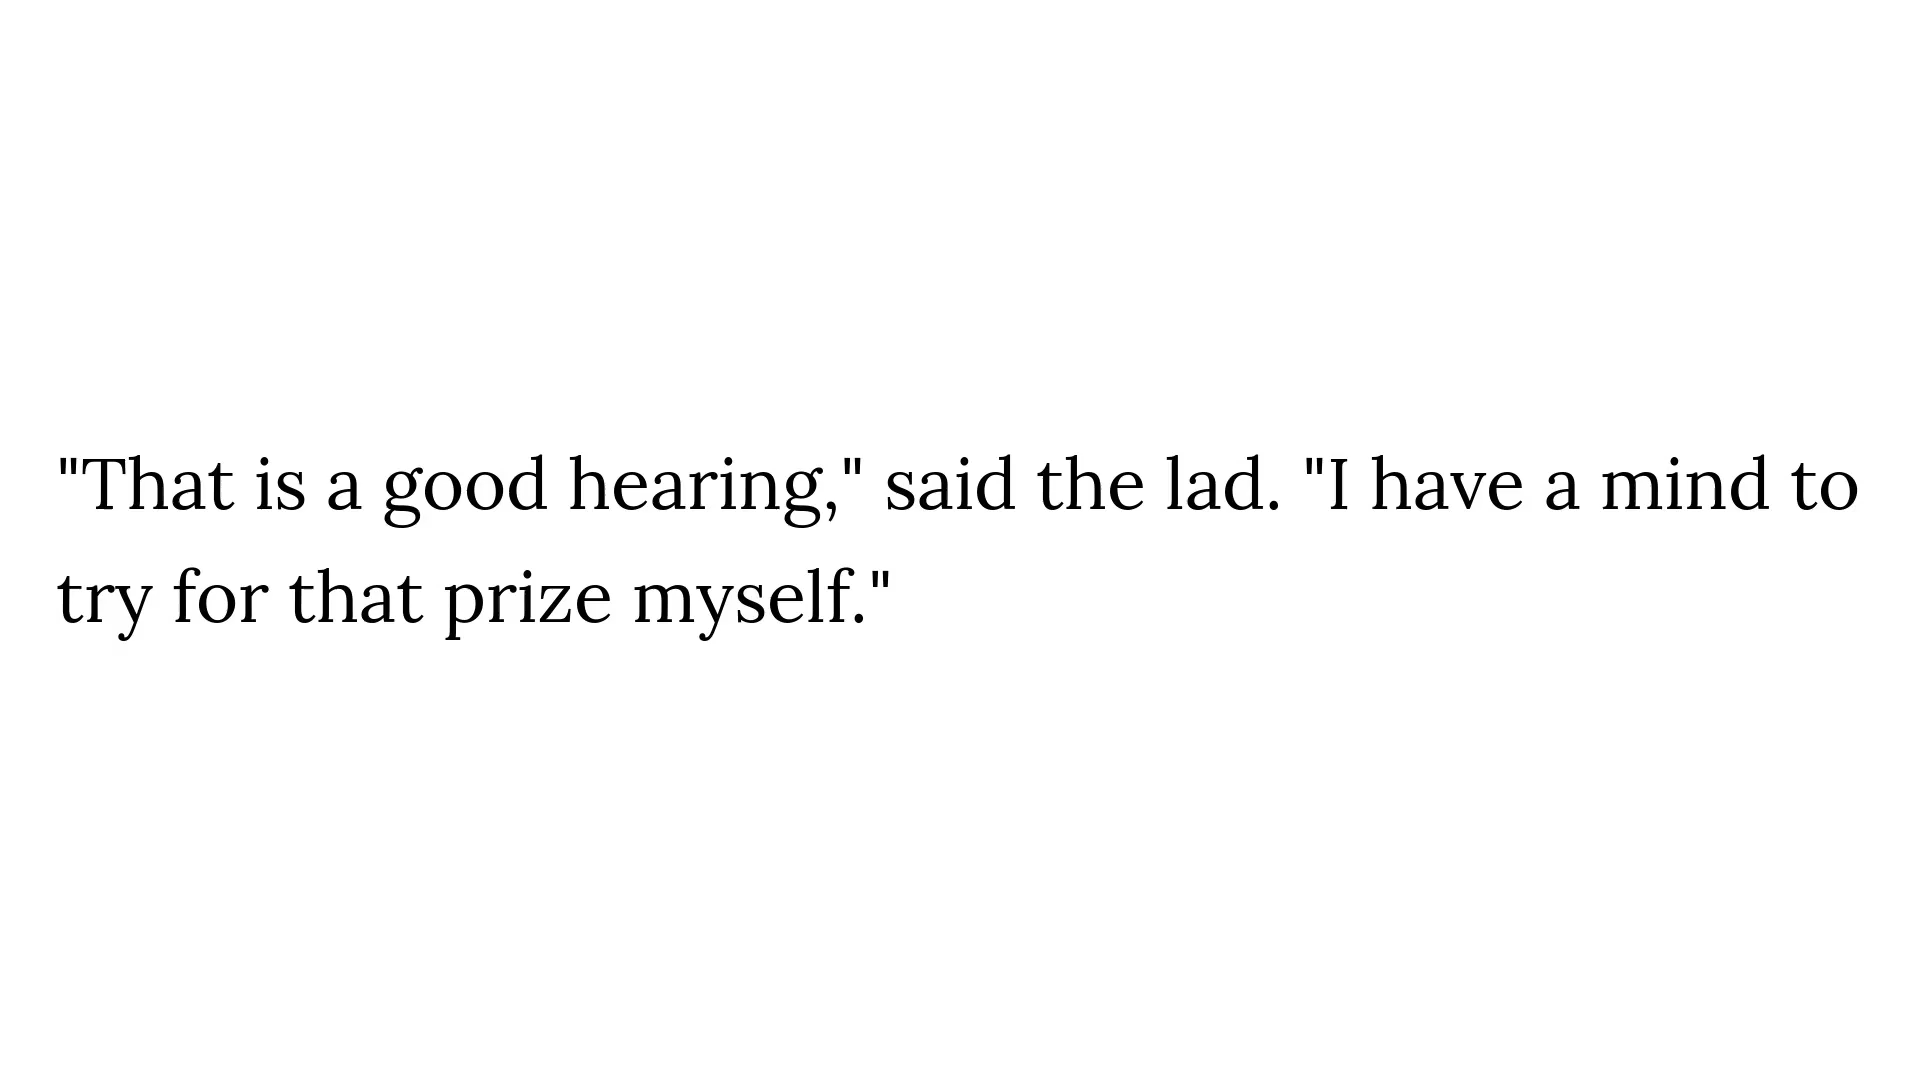 "That is a good hearing," said the lad. "I have a mind to
try for that prize myself."